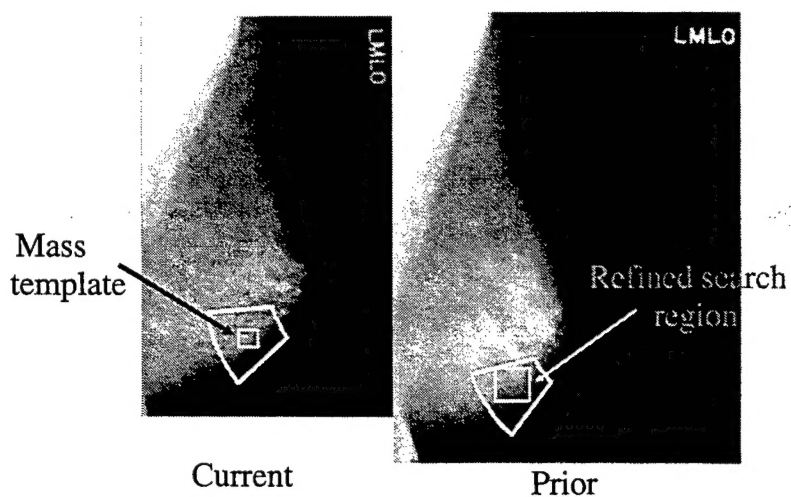 LMLO
LMLO
Mass
template
Refined search
region
Current
Prior